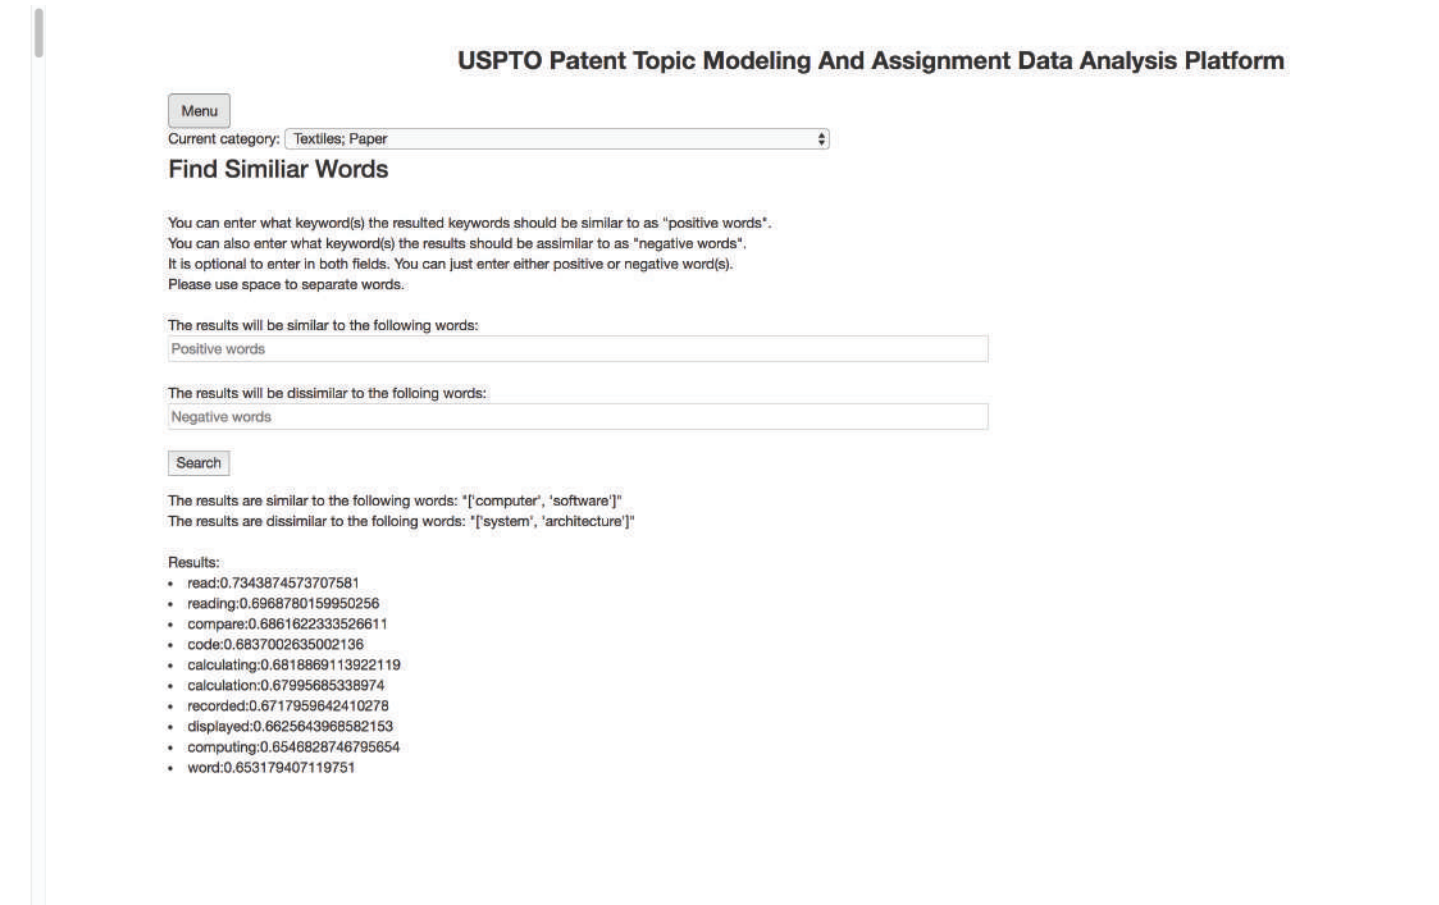 USPTO Patent Topic Modeling And Assignment Data Analysis Platform
Menu
Current category: Textiles; Paper
Find Similiar Words
You can enter what keyword(s) the resulted keywords should be similar to as "positive words".
You can also enter what keyword(s) the results should be assimilar to as "negative words".
It is optional to enter in both fields. You can just enter either positive or negative word(s).
Please use space to separate words.
The results will be similar to the following words:
Positive words
The results will be dissimilar to the folloing words:
Negative words
Search
The results are similar to the following words: "['computer', 'software']"
The results are dissimilar to the folloing words: "['system', 'architecture']"
Results:
• read:0.7343874573707581
• reading:0.6968780159950256
• compare:0.6861622333526611
• code:0.6837002635002136
• calculating:0.6818869113922119
• calculation:0.67995685338974
• recorded:0.6717959642410278
• displayed:0.6625643968582153
• computing:0.6546828746795654
• word:0.653179407119751